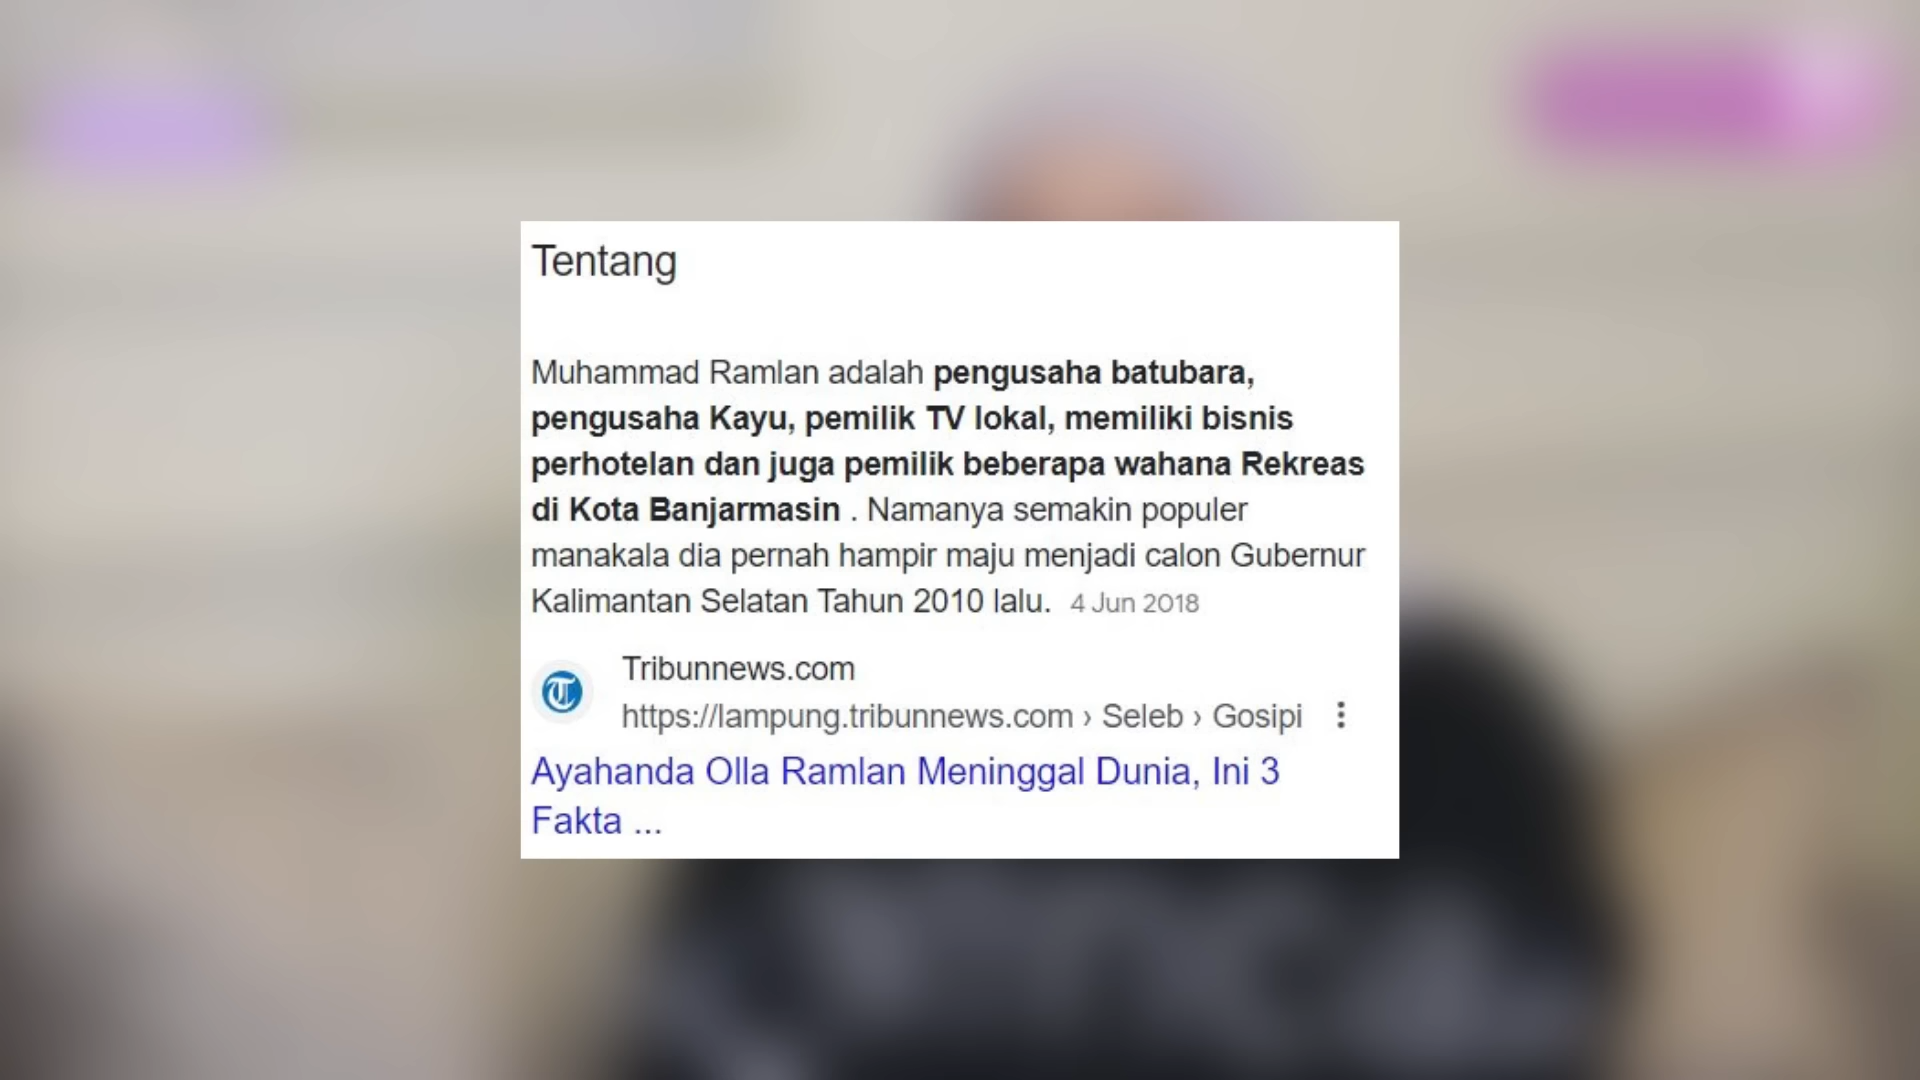 Tentang
Muhammad Ramlan adalah pengusaha batubara,
pengusaha Kayu, pemilik TV lokal, memiliki bisnis
perhotelan dan juga pemilik beberapa wahana Rekreas
di Kota Banjarmasin . Namanya semakin populer
manakala dia pernah hampir maju menjadi calon Gubernur
Kalimantan Selatan Tahun 2010 lalu. 4 Jun 2018
Tribunnews.com
https://lampung.tribunnews.com › Seleb › Gosipi
Ayahanda Olla Ramlan Meninggal Dunia, Ini 3
Fakta ...